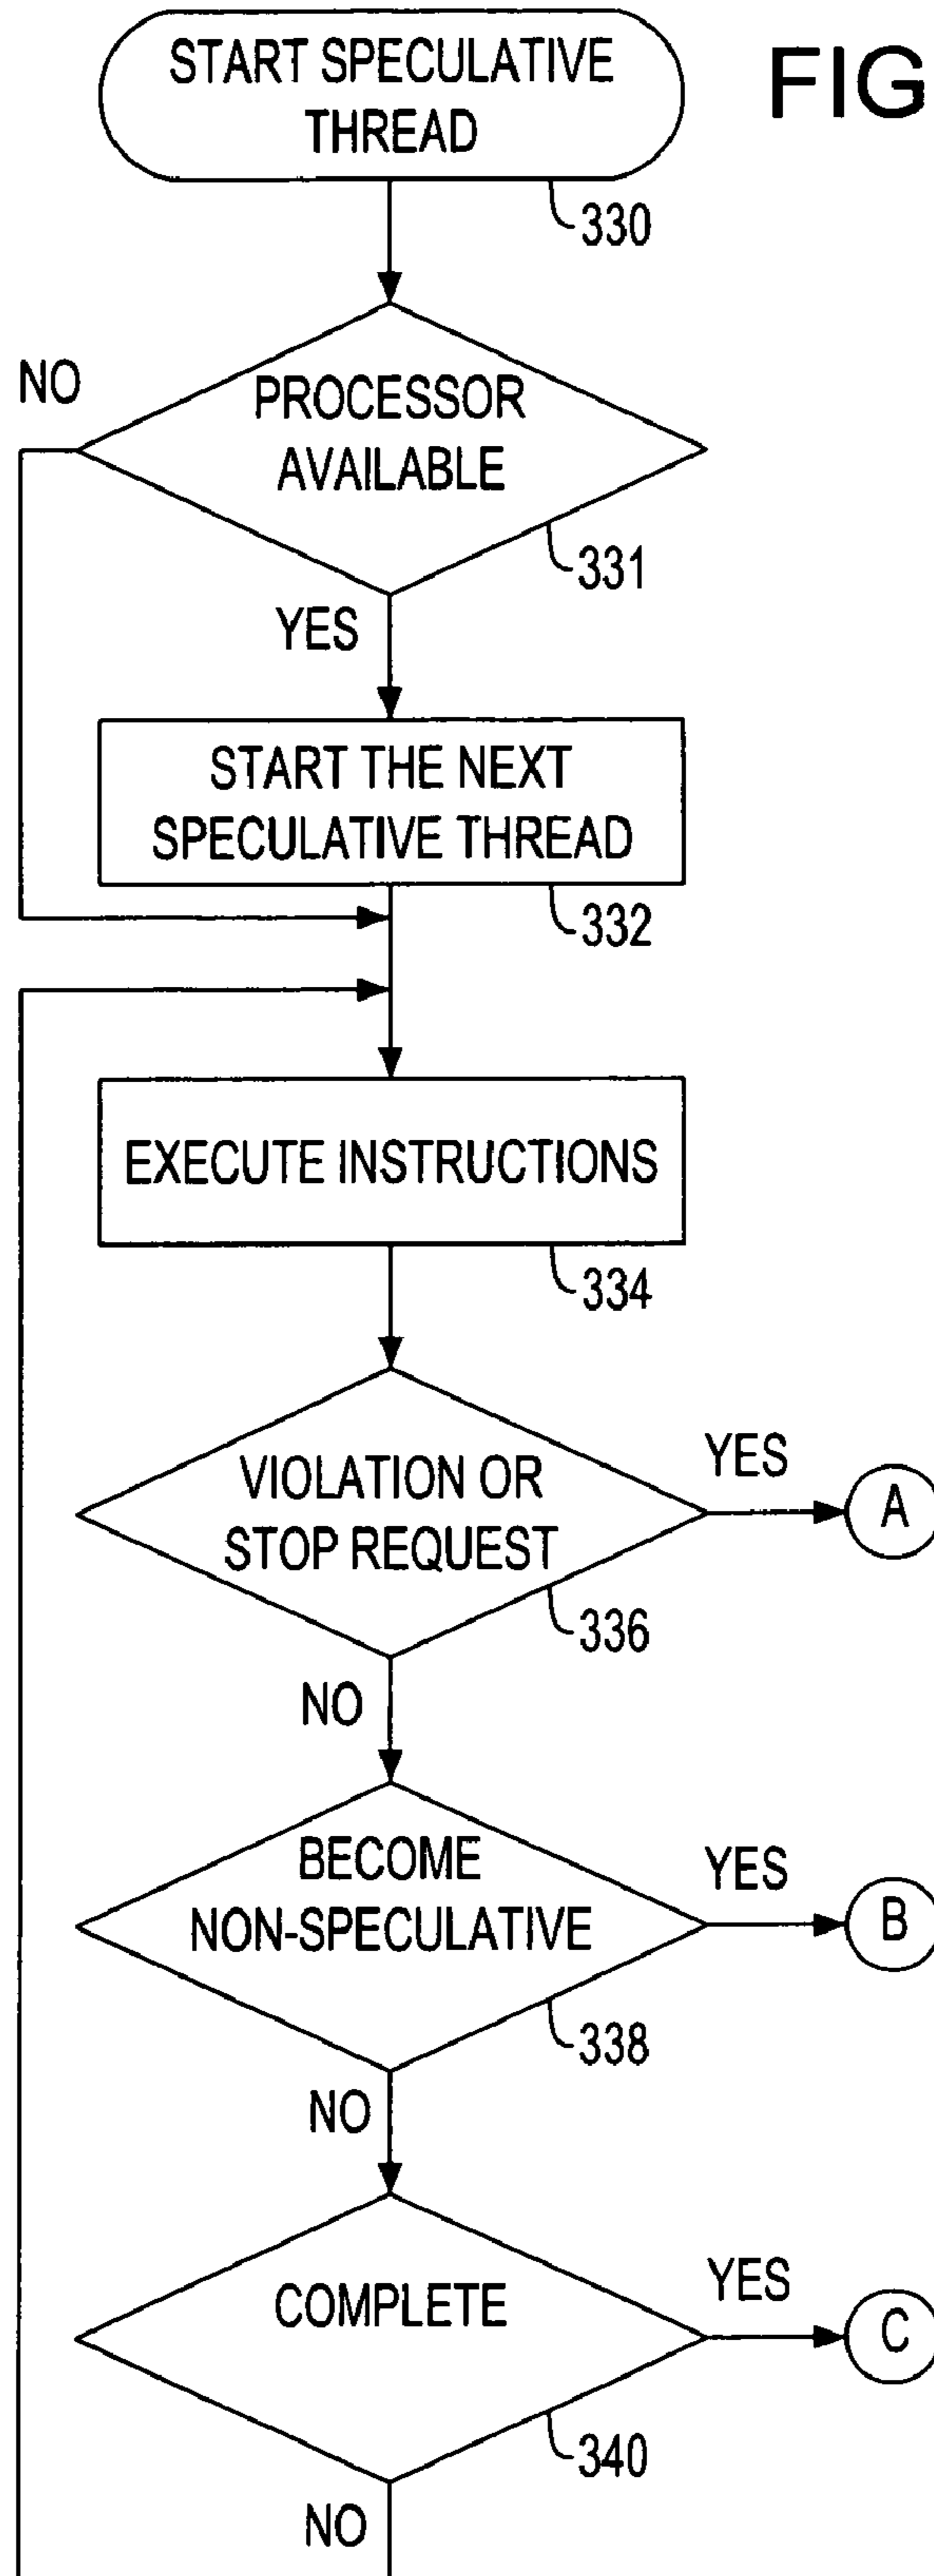 START SPECULATIVE
THREAD
FIG
330
NO
PROCESSOR
AVAILABLE
331
YES
START THE NEXT
SPECULATIVE THREAD
332
EXECUTE INSTRUCTIONS
334
VIOLATION OR
STOP REQUEST
YES
A
336
NO
BECOME
NON-SPECULATIVE
YES
B
338
NO
COMPLETE
YES
C
340
NO